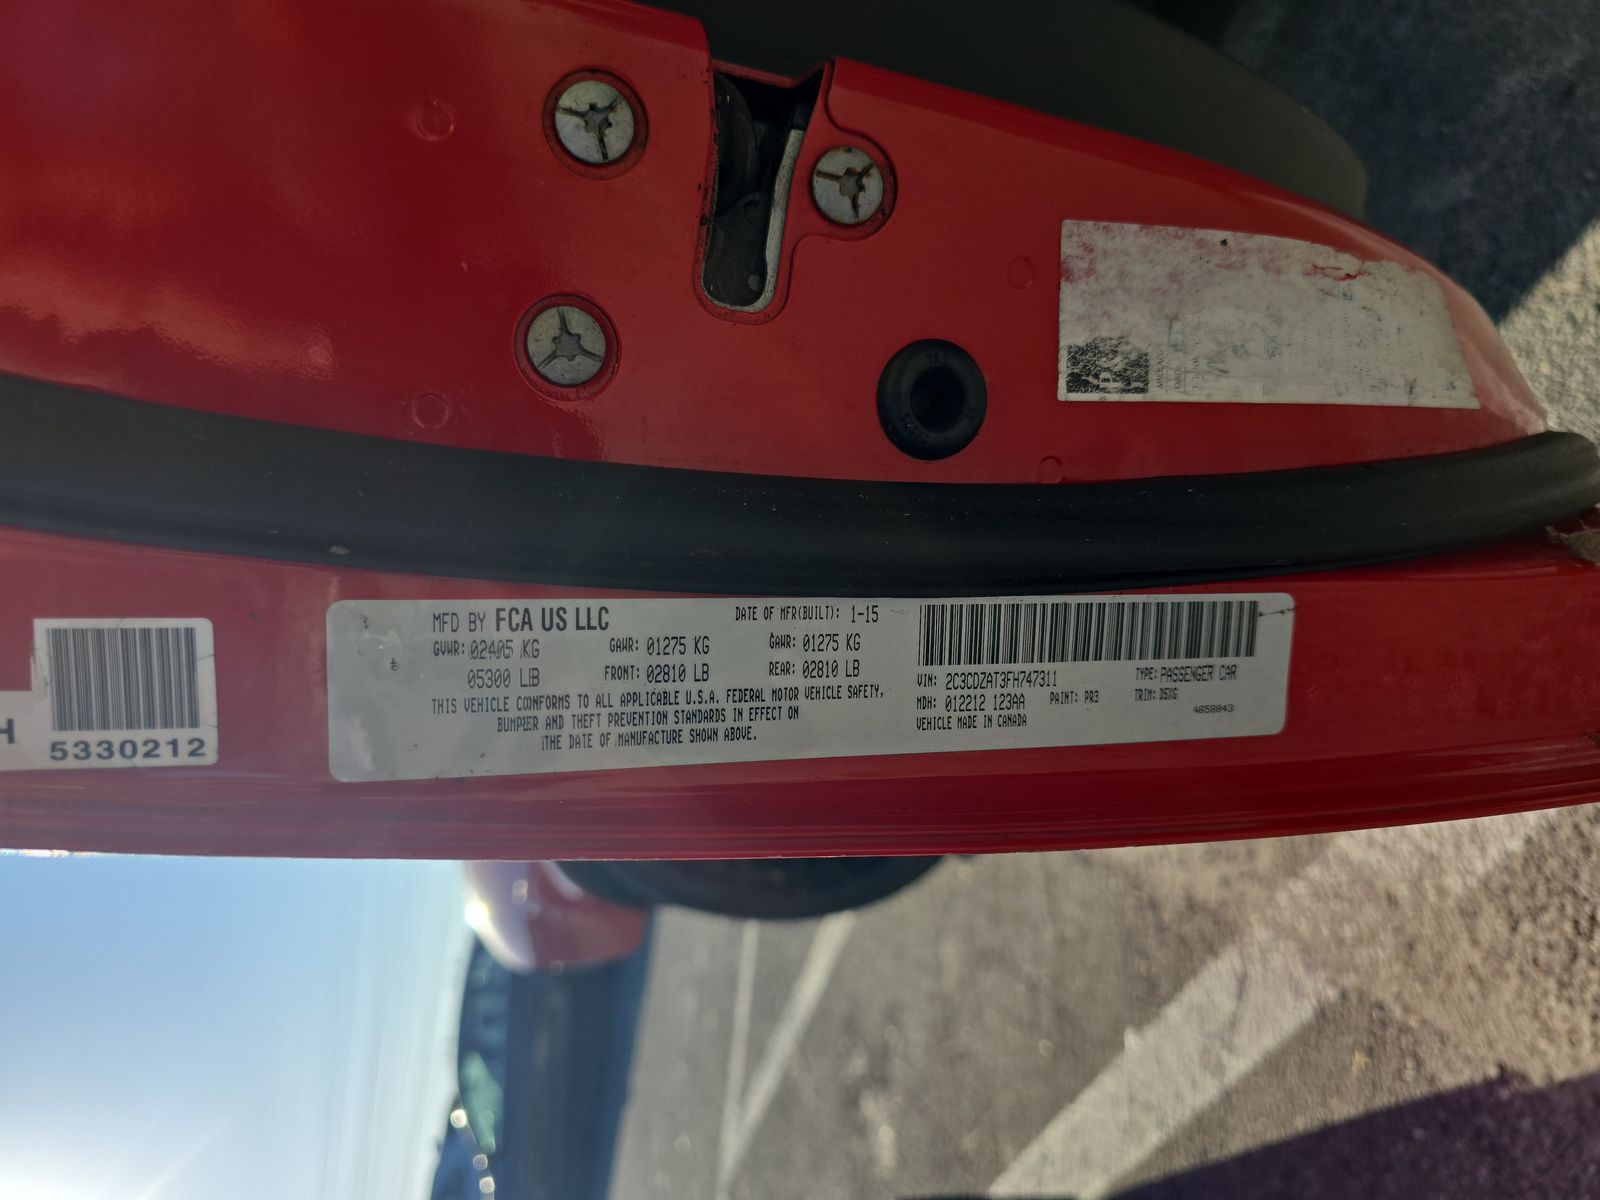 MFD BY FCA US LLC DATE OF MFR(BUILT): 1-15
GVWR: 02405 KG GAWR: 01275 KG GAWR: 01275 KG
05300 LB FRONT: 02810 LB REAR: 02810 LB
THIS VEHICLE CONFORMS TO ALL APPLICABLE U.S.A. FEDERAL MOTOR VEHICLE SAFETY,
BUMPER AND THEFT PREVENTION STANDARDS IN EFFECT ON
THE DATE OF MANUFACTURE SHOWN ABOVE.
VIN: 2C3CDZAT3FH747311 TYPE: PASSENGER CAR
MDH: 012212 123AA PAINT: PR3 TRIM: D5XG
VEHICLE MADE IN CANADA 4658843
H
5330212